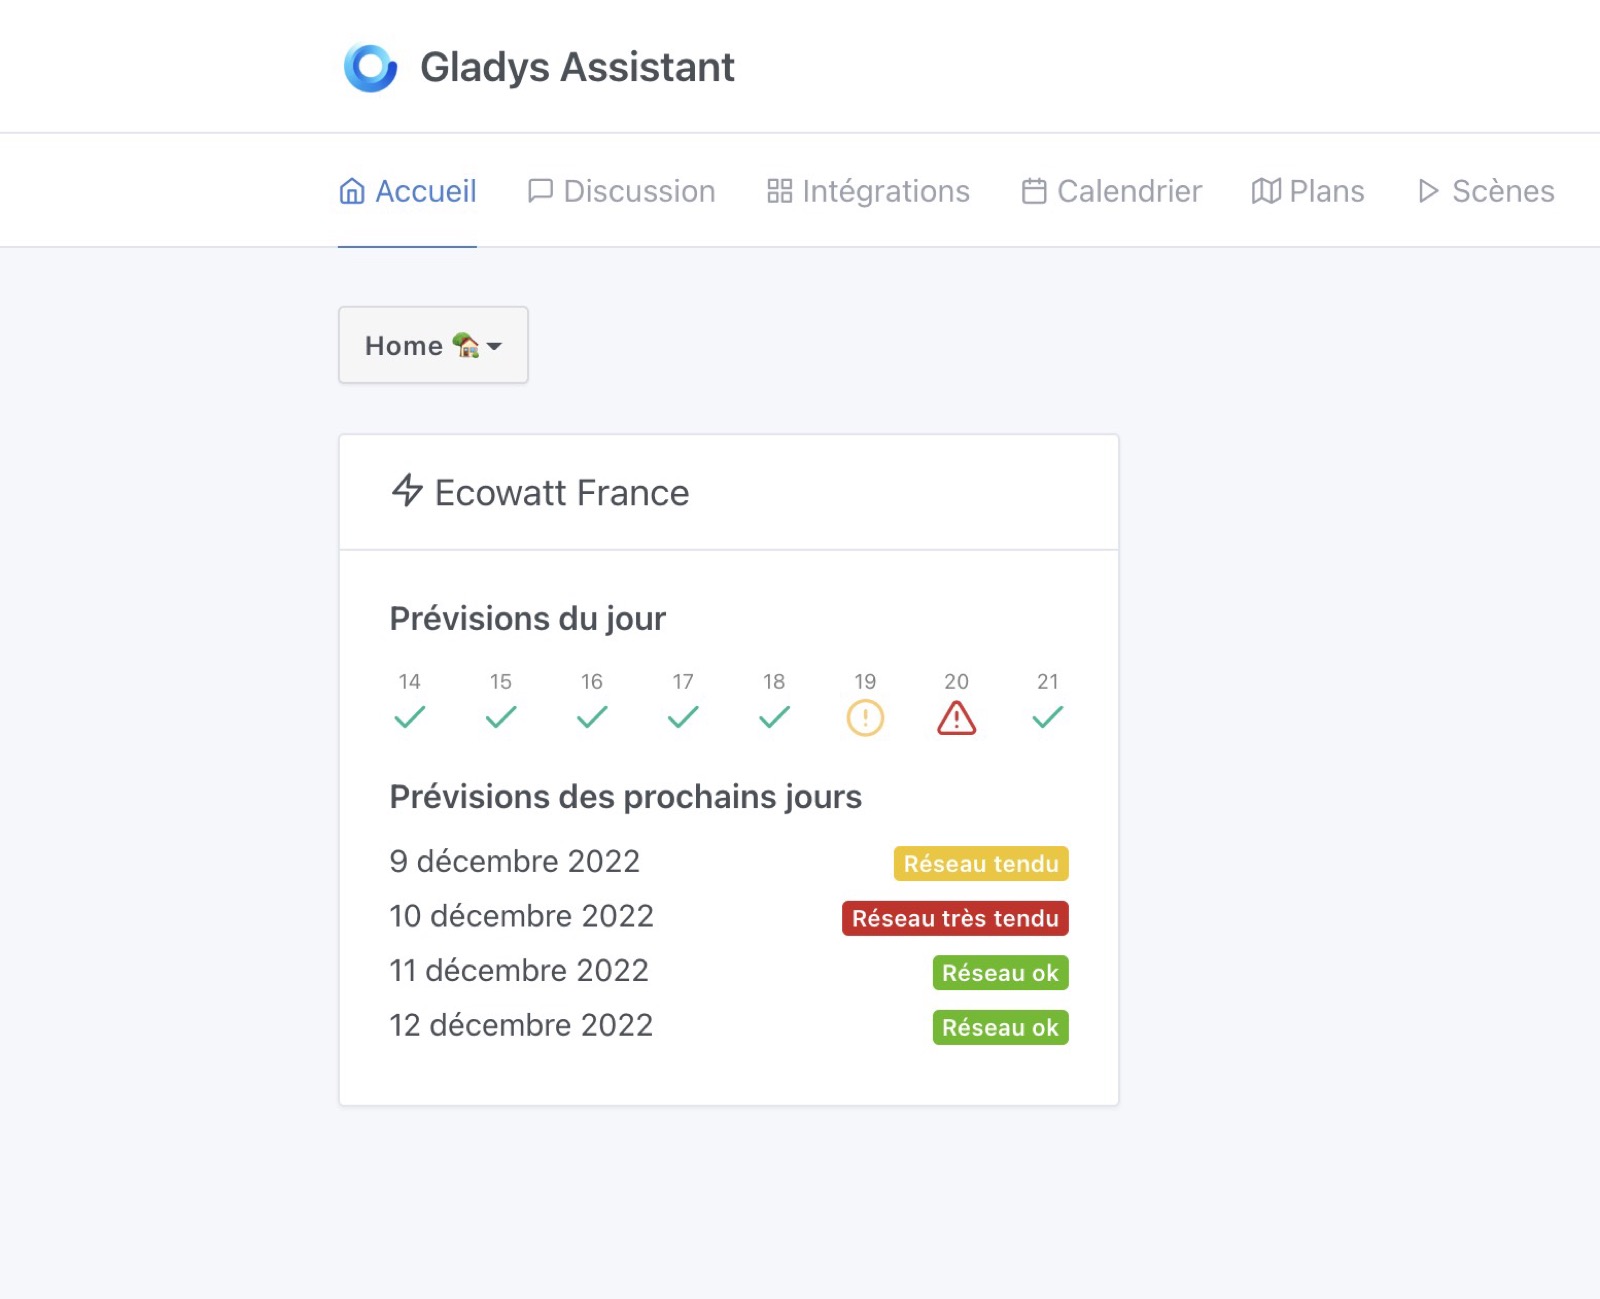 Gladys Assistant
Accueil Discussion Intégrations Calendrier Plans Scènes
Home
Ecowatt France
Prévisions du jour
14 15 16 17 18 19 20 21
Prévisions des prochains jours
9 décembre 2022 Réseau tendu
10 décembre 2022 Réseau très tendu
11 décembre 2022 Réseau ok
12 décembre 2022 Réseau ok